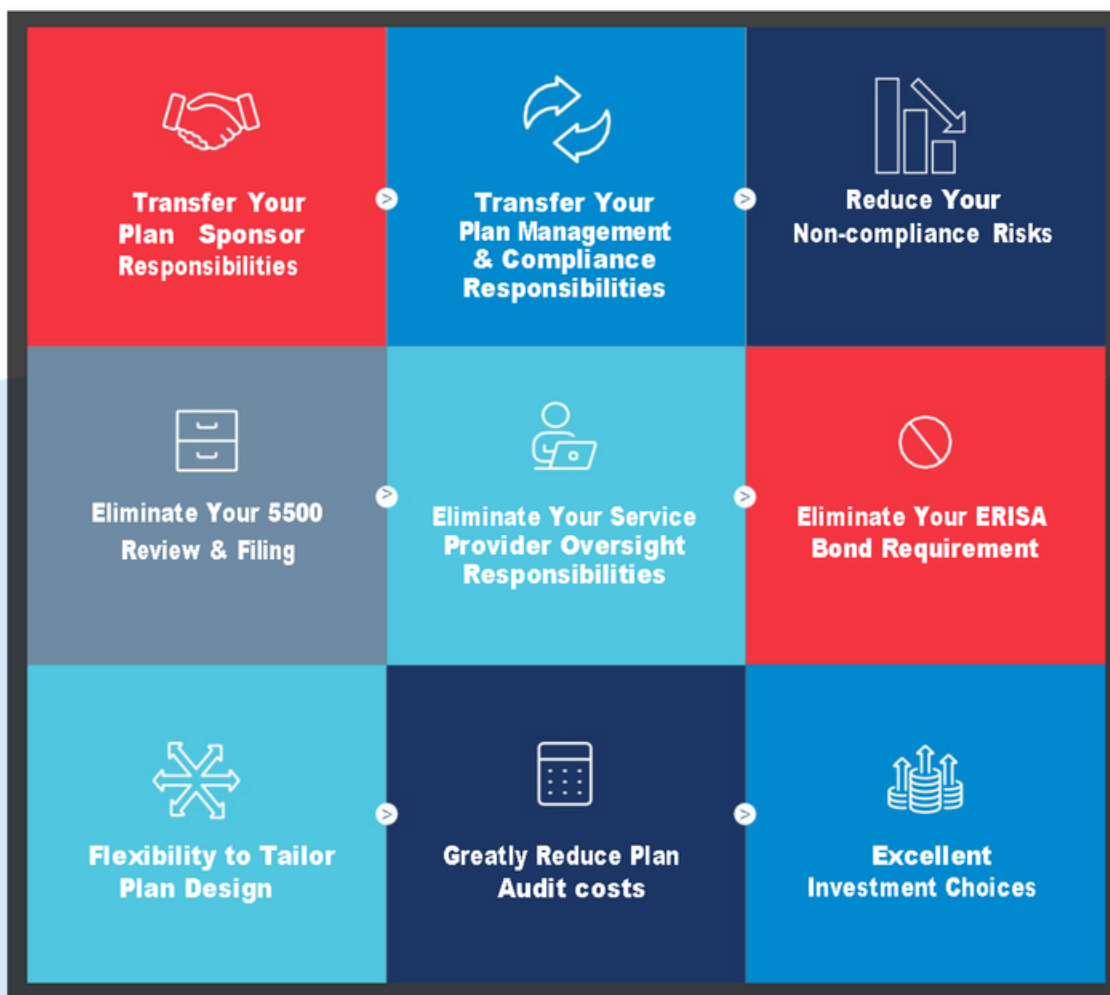 Transfer Your
Plan Sponsor
Responsibilities
Transfer Your
Plan Management
& Compliance
Responsibilities
Reduce Your
Non-compliance Risks
Eliminate Your 5500
Review & Filing
Eliminate Your Service
Provider Oversight
Responsibilities
Eliminate Your ERISA
Bond Requirement
Flexibility to Tailor
Plan Design
Greatly Reduce Plan
Audit costs
Excellent
Investment Choices